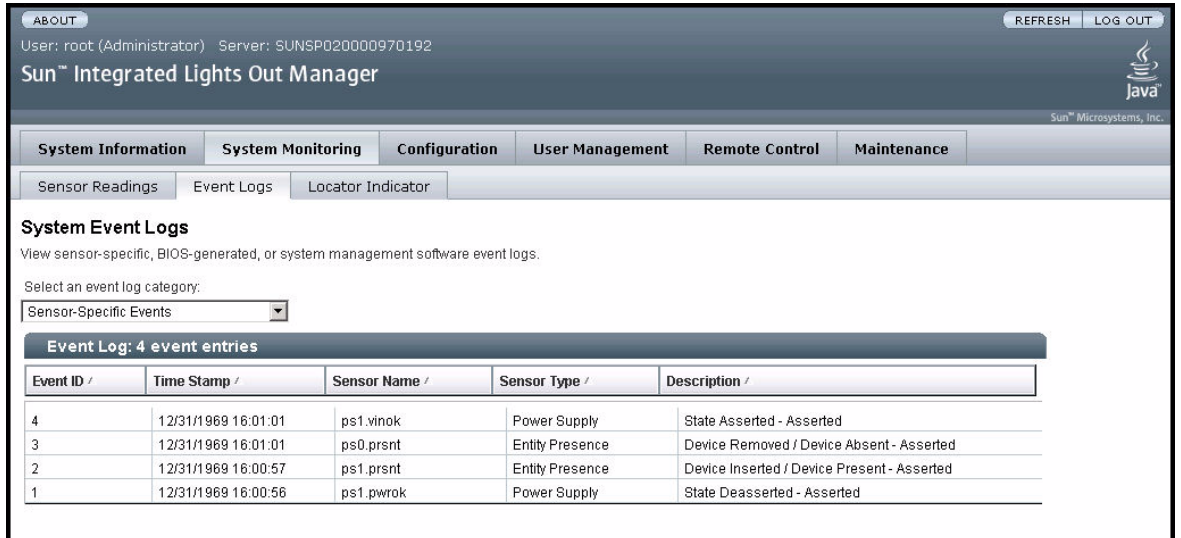 ABOUT REFRESH LOG OUT
User: root (Administrator) Server: SUNSP020000970192
Sun™ Integrated Lights Out Manager
Java™
Sun™ Microsystems, Inc.
System Information System Monitoring Configuration User Management Remote Control Maintenance
Sensor Readings Event Logs Locator Indicator
System Event Logs
View sensor-specific, BIOS-generated, or system management software event logs.
Select an event log category:
Sensor-Specific Events
Event Log: 4 event entries
Event ID / Time Stamp / Sensor Name / Sensor Type / Description /
4 12/31/1969 16:01:01 ps1.vinok Power Supply State Asserted - Asserted
3 12/31/1969 16:01:01 ps0.prsnt Entity Presence Device Removed / Device Absent - Asserted
2 12/31/1969 16:00:57 ps1.prsnt Entity Presence Device Inserted / Device Present - Asserted
1 12/31/1969 16:00:56 ps1.pwrok Power Supply State Deasserted - Asserted